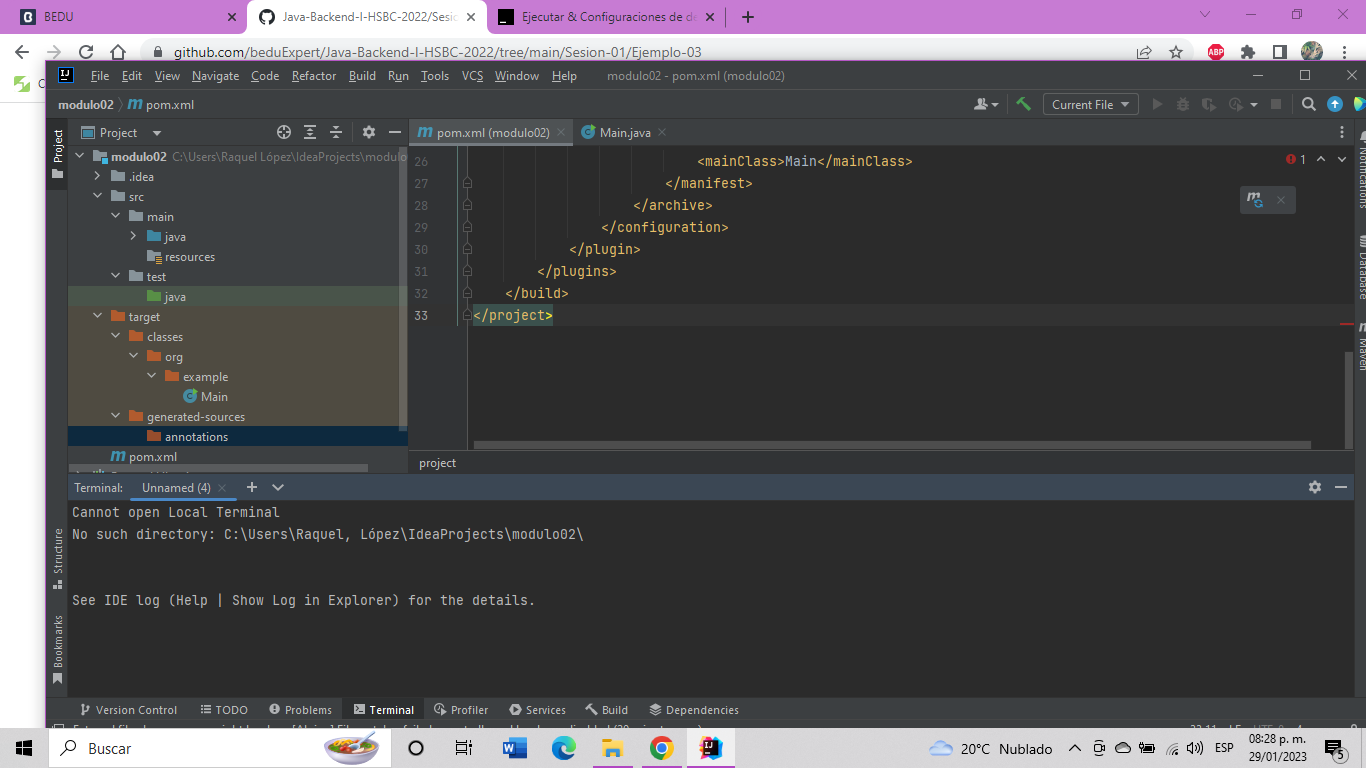 BEDU
Java-Backend-I-HSBC-2022/Sesi
Ejecutar & Configuraciones de d
github.com/beduExpert/Java-Backend-I-HSBC-2022/tree/main/Sesion-01/Ejemplo-03
ABP
File Edit View Navigate Code Refactor Build Run Tools VCS Window Help modulo02 - pom.xml (modulo02)
modulo02 pom.xml
Current File
Project
Project
pom.xml (modulo02)
Main.java
modulo02 C:\Users\Raquel López\IdeaProjects\modulo
.idea
src
main
java
resources
test
java
target
classes
org
example
Main
generated-sources
annotations
pom.xml
26 <mainClass>Main</mainClass>
27 </manifest>
28 </archive>
29 </configuration>
30 </plugin>
31 </plugins>
32 </build>
33 </project>
1
Notifications
Database
Maven
project
Terminal: Unnamed (4)
Cannot open Local Terminal
No such directory: C:\Users\Raquel, López\IdeaProjects\modulo02\
See IDE log (Help | Show Log in Explorer) for the details.
Structure
Bookmarks
Version Control TODO Problems Terminal Profiler Services Build Dependencies
Buscar
20°C Nublado
ESP
08:28 p. m.
29/01/2023
5